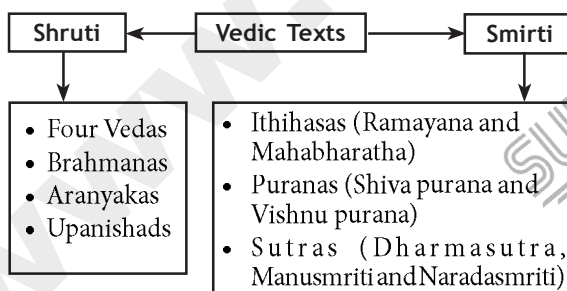 Shruti
Vedic Texts
Smirti
• Four Vedas
• Brahmanas
• Aranyakas
• Upanishads
• Ithihasas (Ramayana and
Mahabharatha)
• Puranas (Shiva purana and
Vishnu purana)
• Sutras (Dharmasutra,
Manusmriti and Naradasmriti)